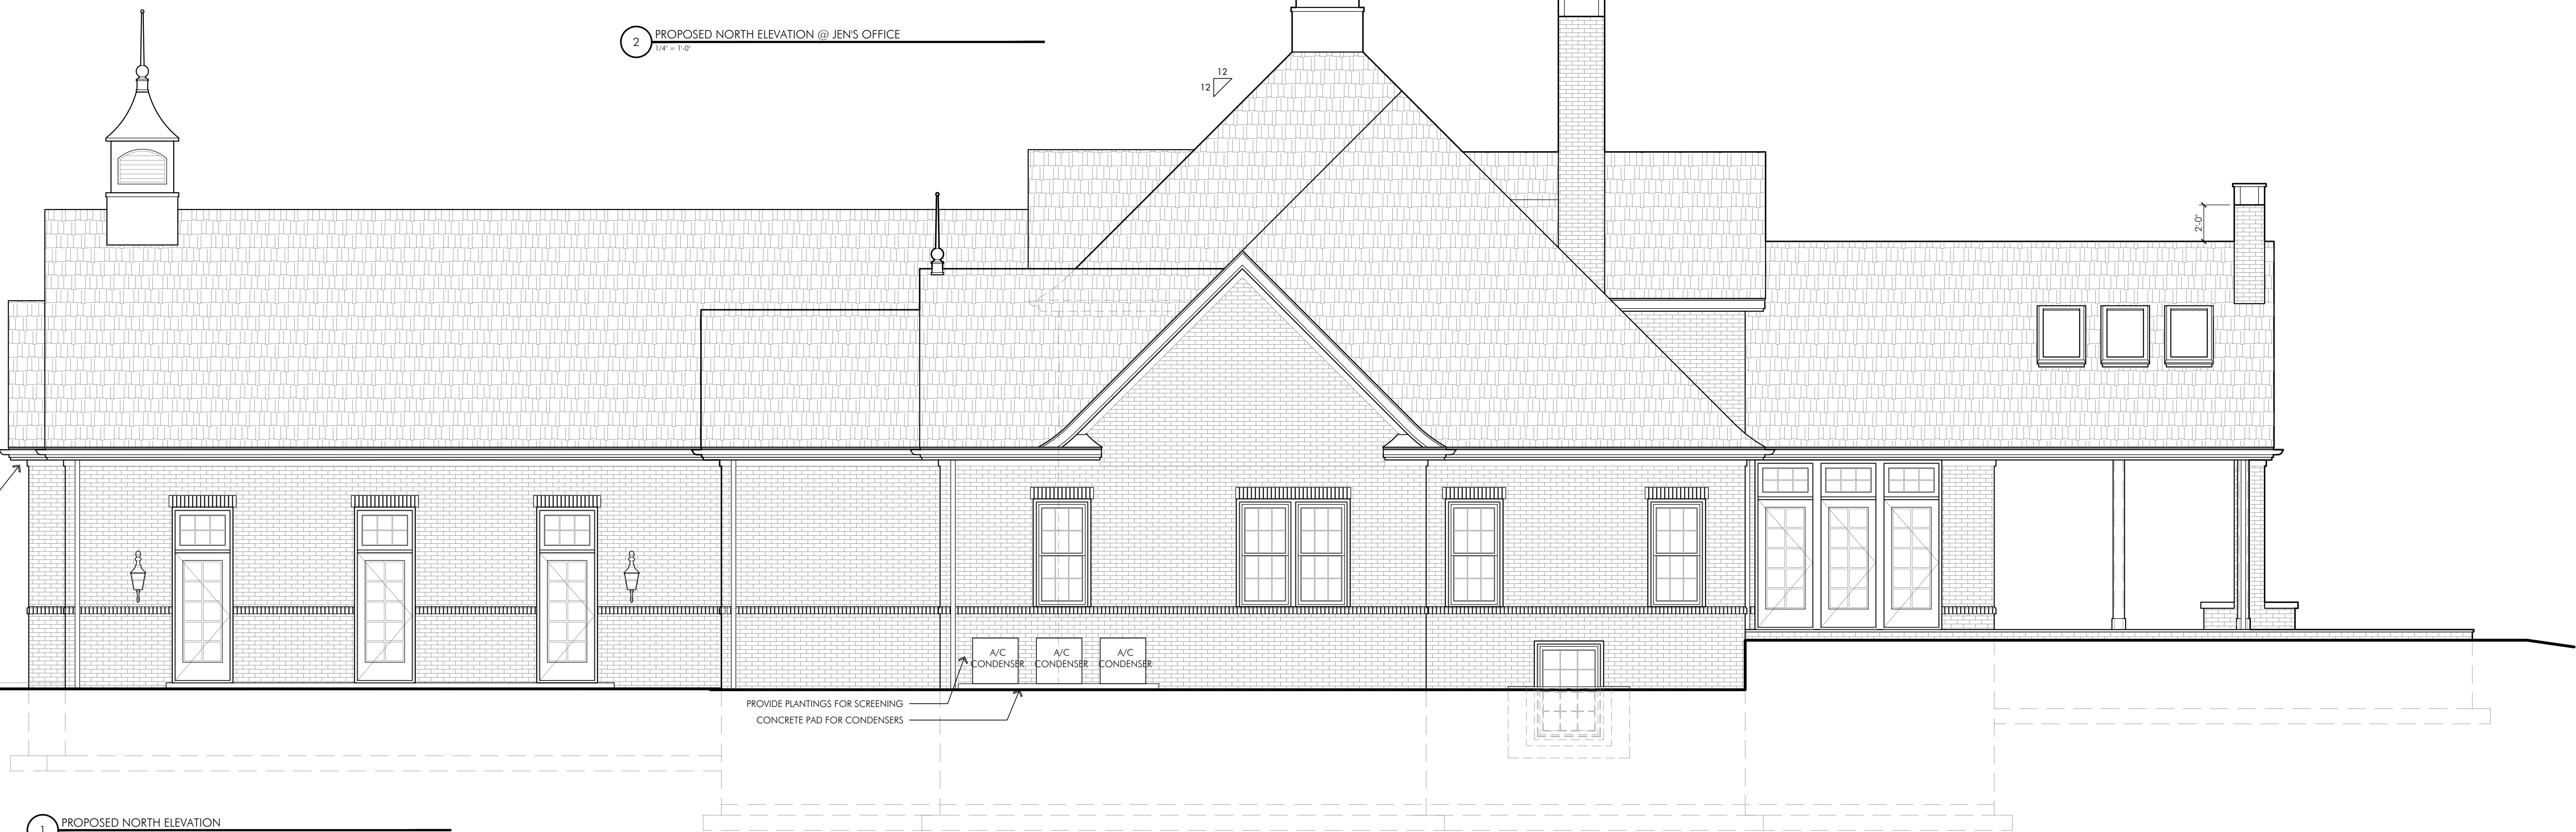 2
PROPOSED NORTH ELEVATION @ JEN'S OFFICE
1/4" = 1'-0"
12
12
2'-0"
A/C
CONDENSER
A/C
CONDENSER
A/C
CONDENSER
PROVIDE PLANTINGS FOR SCREENING
CONCRETE PAD FOR CONDENSERS
1
PROPOSED NORTH ELEVATION